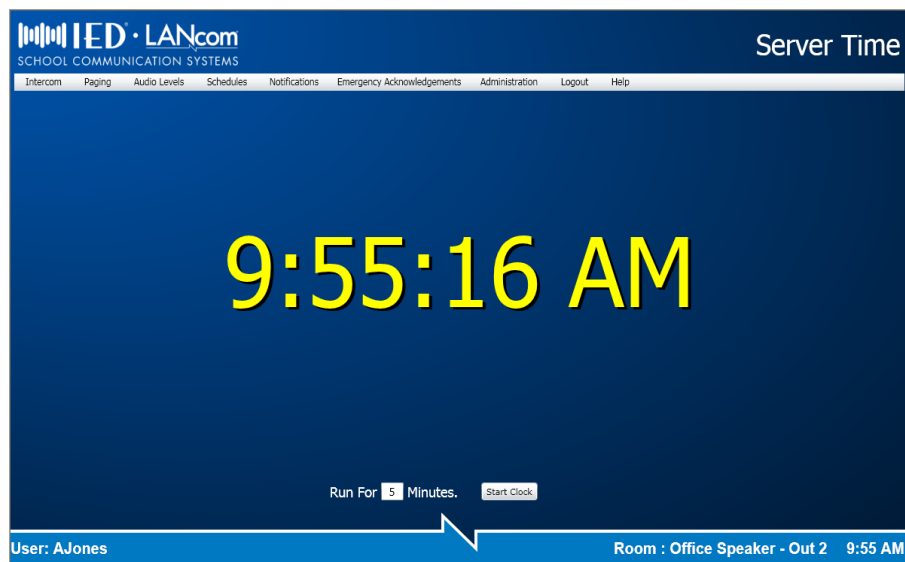 IED® · LANcom
SCHOOL COMMUNICATION SYSTEMS
Server Time
Intercom Paging Audio Levels Schedules Notifications Emergency Acknowledgements Administration Logout Help
9:55:16 AM
Run For 5 Minutes. Start Clock
User: AJones Room : Office Speaker - Out 2 9:55 AM